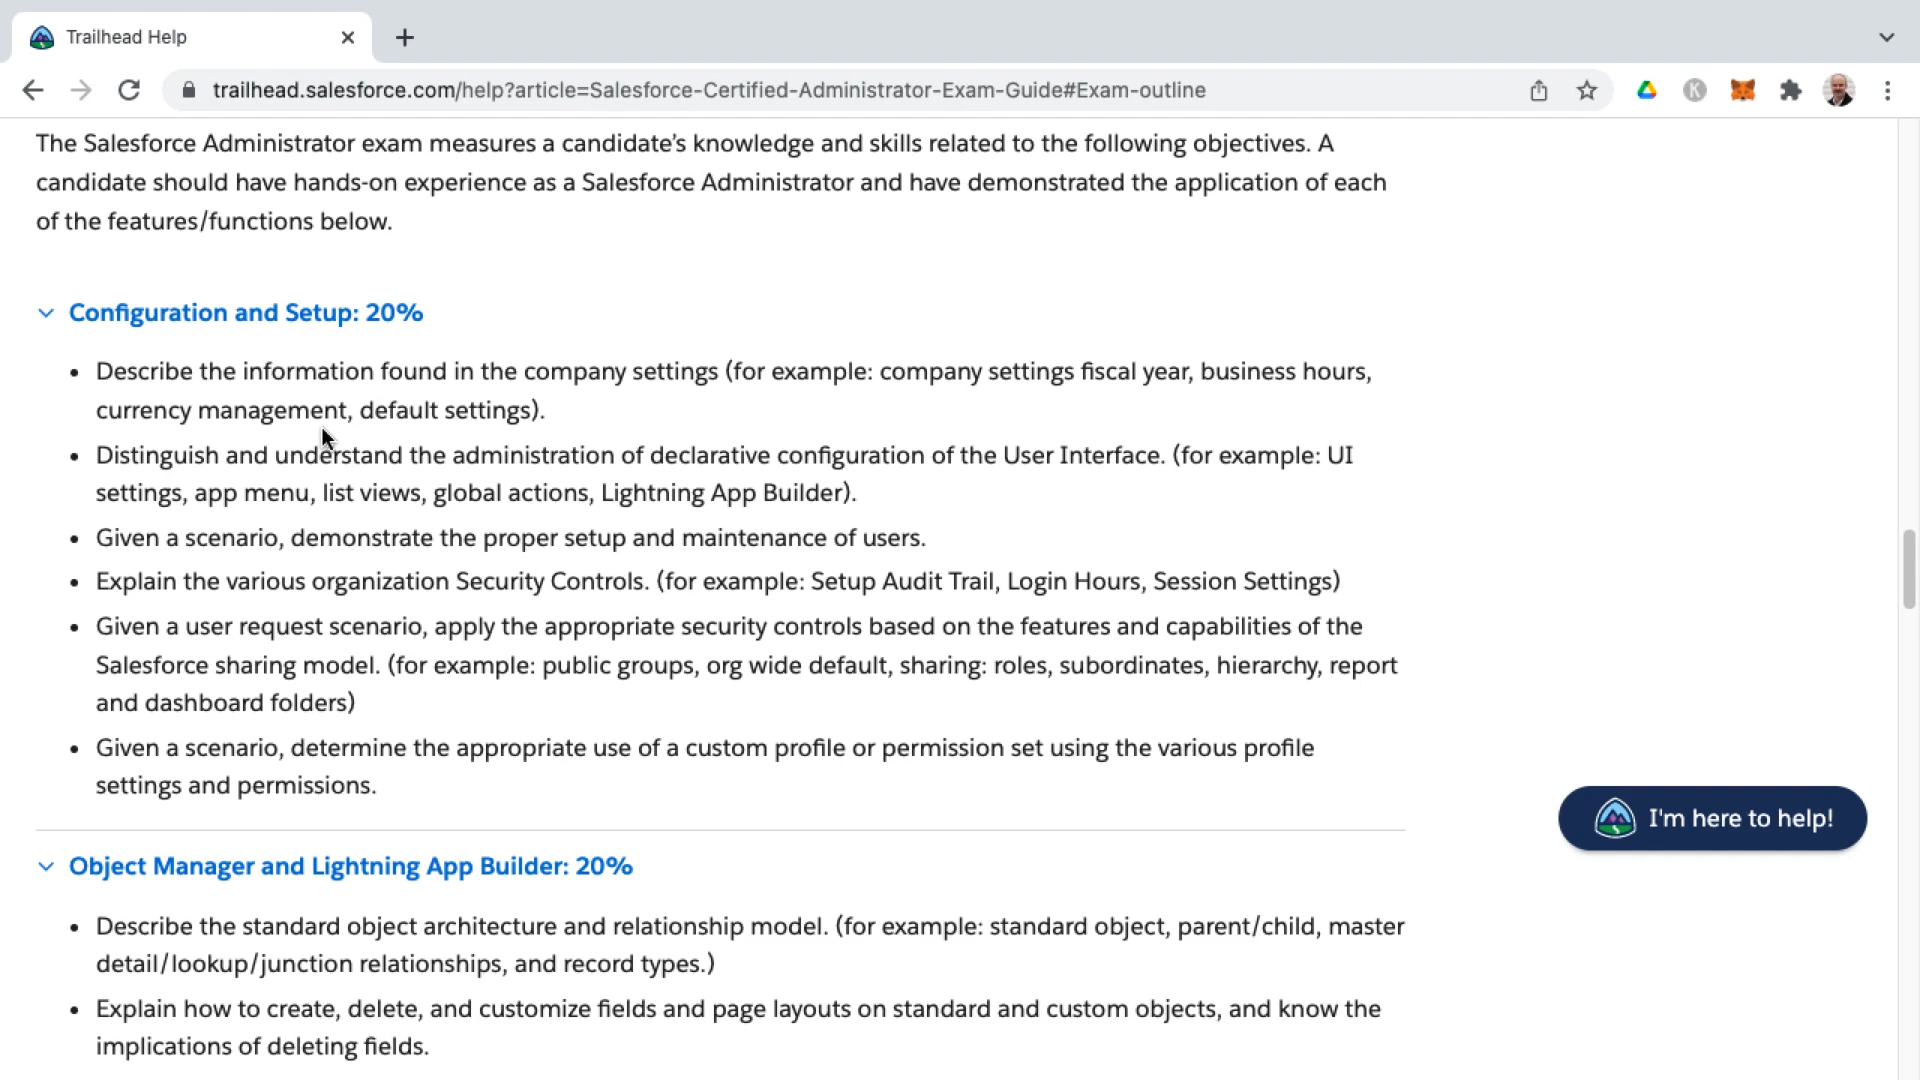 Trailhead Help
trailhead.salesforce.com/help?article=Salesforce-Certified-Administrator-Exam-Guide#Exam-outline
K
The Salesforce Administrator exam measures a candidate’s knowledge and skills related to the following objectives. A
candidate should have hands-on experience as a Salesforce Administrator and have demonstrated the application of each
of the features/functions below.
Configuration and Setup: 20%
• Describe the information found in the company settings (for example: company settings fiscal year, business hours,
currency management, default settings).
• Distinguish and understand the administration of declarative configuration of the User Interface. (for example: UI
settings, app menu, list views, global actions, Lightning App Builder).
• Given a scenario, demonstrate the proper setup and maintenance of users.
• Explain the various organization Security Controls. (for example: Setup Audit Trail, Login Hours, Session Settings)
• Given a user request scenario, apply the appropriate security controls based on the features and capabilities of the
Salesforce sharing model. (for example: public groups, org wide default, sharing: roles, subordinates, hierarchy, report
and dashboard folders)
• Given a scenario, determine the appropriate use of a custom profile or permission set using the various profile
settings and permissions.
I'm here to help!
Object Manager and Lightning App Builder: 20%
• Describe the standard object architecture and relationship model. (for example: standard object, parent/child, master
detail/lookup/junction relationships, and record types.)
• Explain how to create, delete, and customize fields and page layouts on standard and custom objects, and know the
implications of deleting fields.